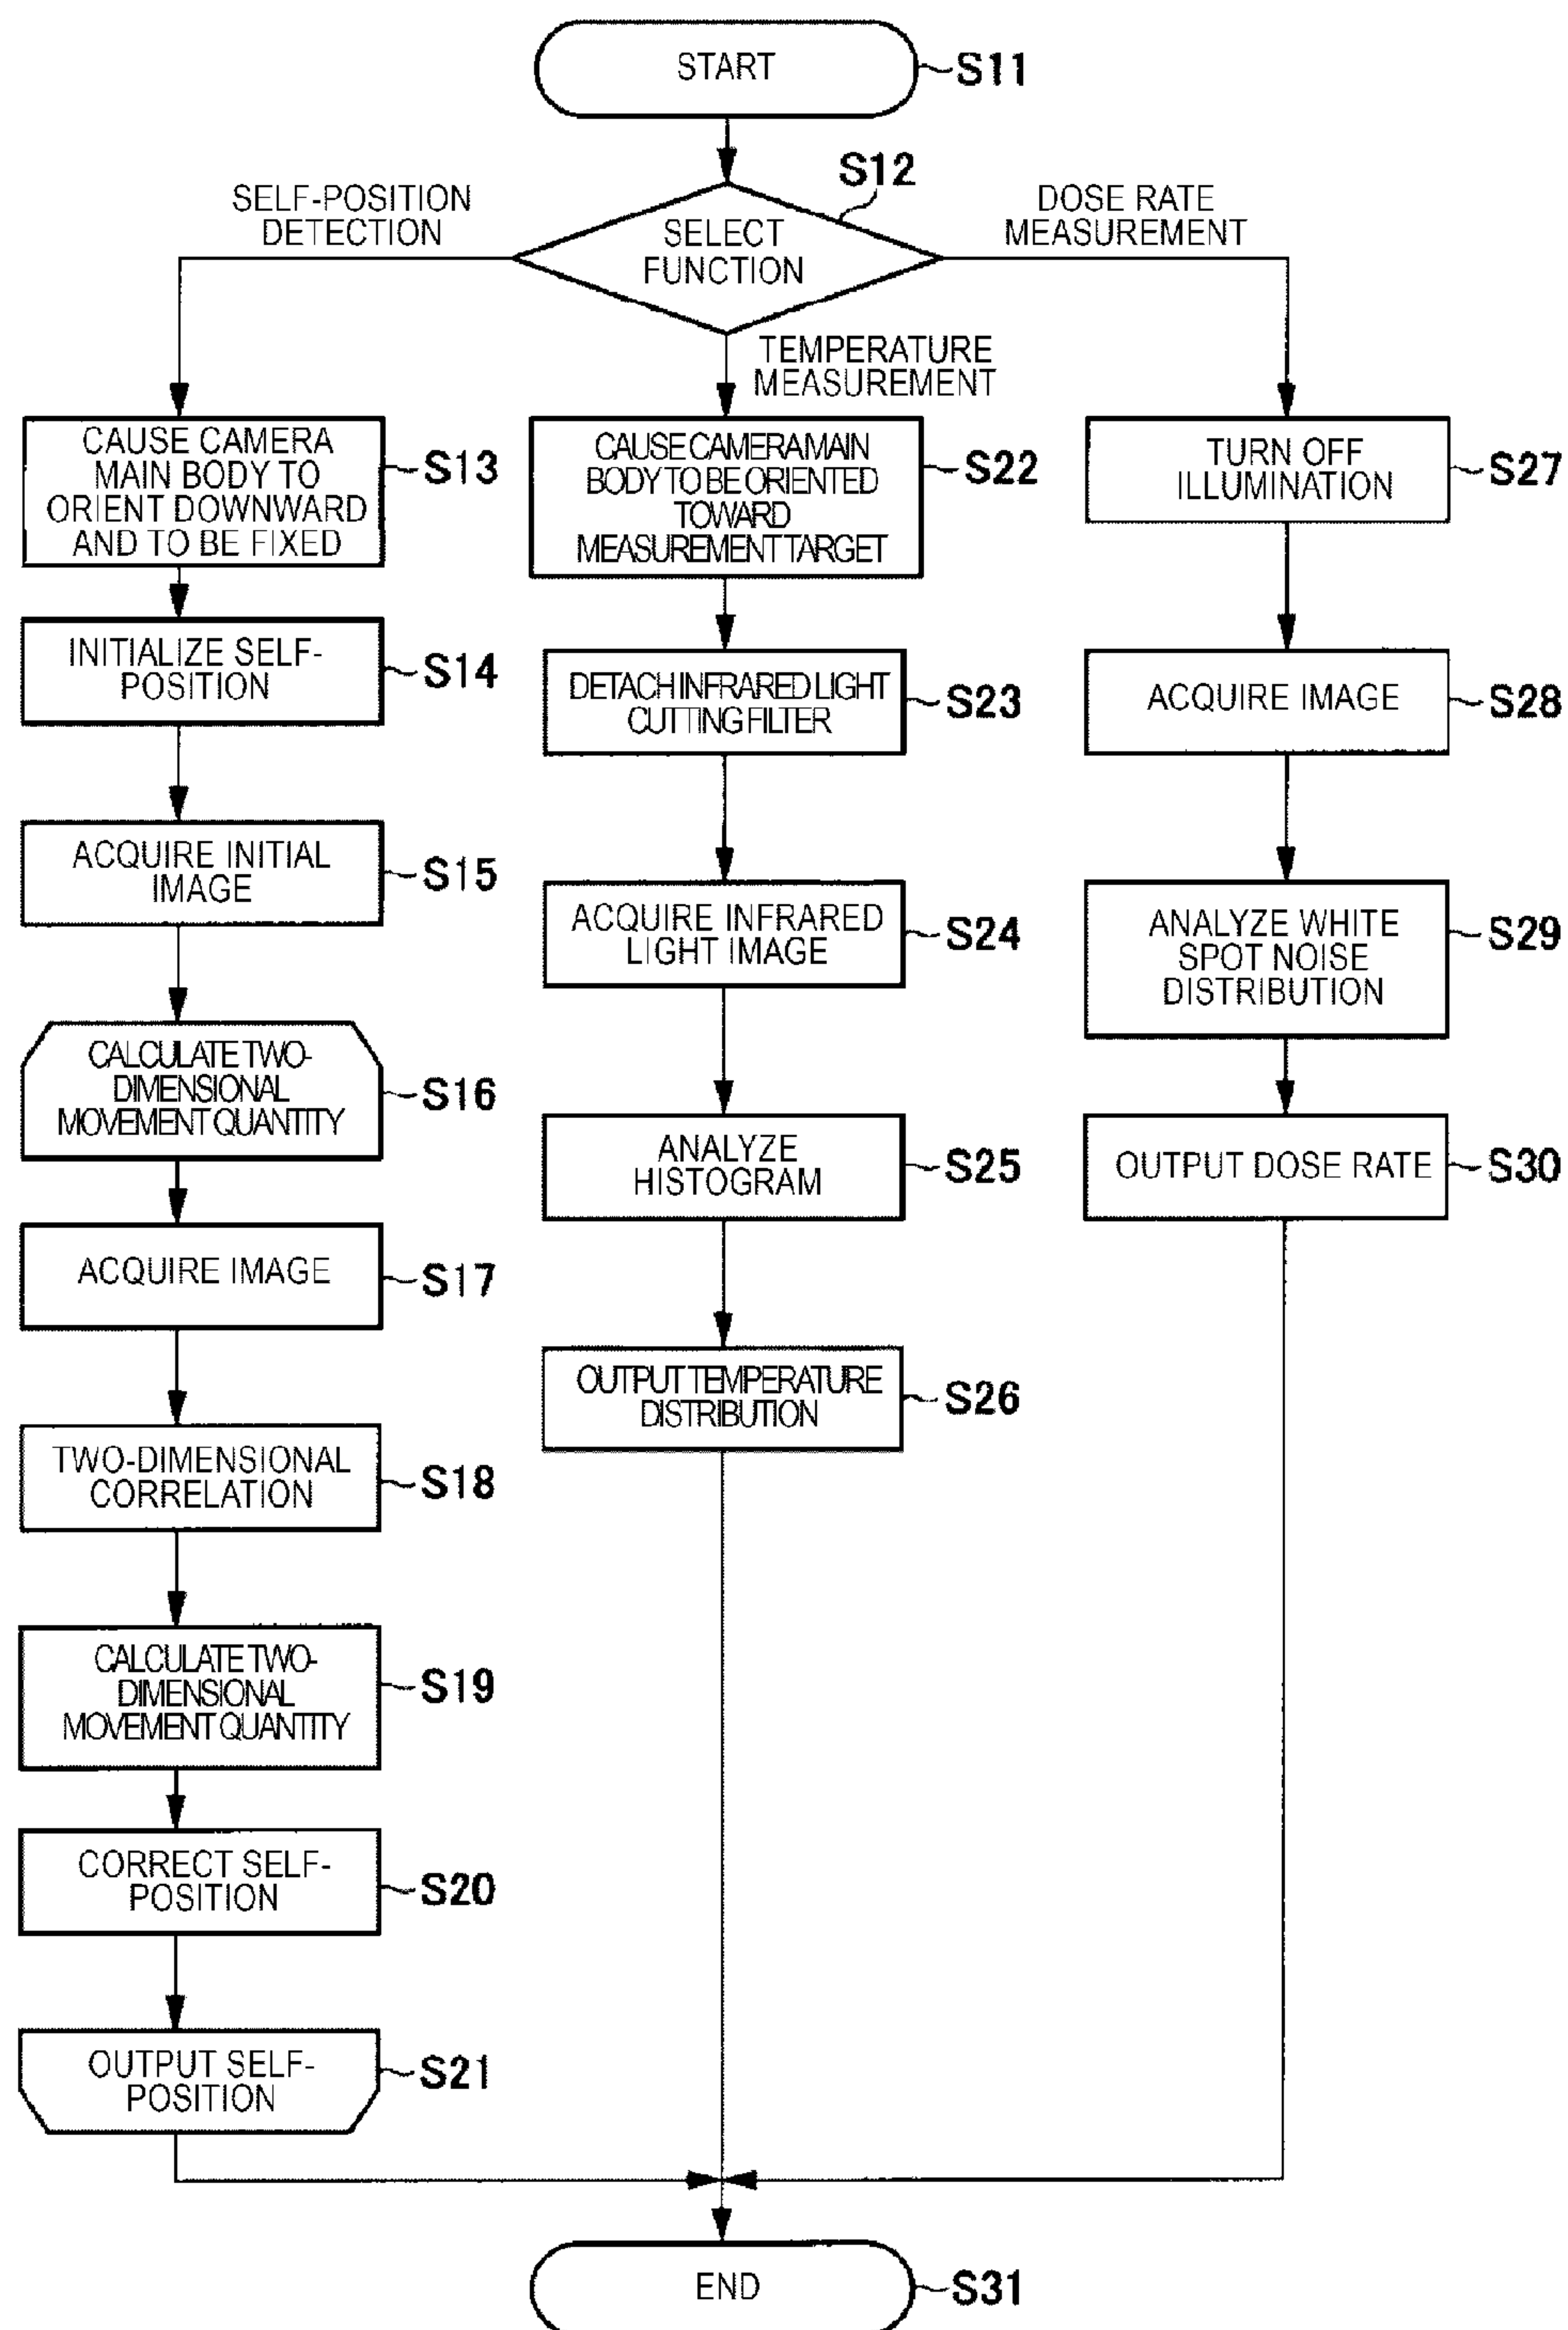 START
S11
S12
SELECT
FUNCTION
SELF-POSITION
DETECTION
DOSE RATE
MEASUREMENT
TEMPERATURE
MEASUREMENT
CAUSE CAMERA
MAIN BODY TO
ORIENT DOWNWARD
AND TO BE FIXED
S13
INITIALIZE SELF-
POSITION
S14
ACQUIRE INITIAL
IMAGE
S15
CALCULATE TWO-
DIMENSIONAL
MOVEMENT QUANTITY
S16
ACQUIRE IMAGE
S17
TWO-DIMENSIONAL
CORRELATION
S18
CALCULATE TWO-
DIMENSIONAL
MOVEMENT QUANTITY
S19
CORRECT SELF-
POSITION
S20
OUTPUT SELF-
POSITION
S21
CAUSE CAMERA MAIN
BODY TO BE ORIENTED
TOWARD
MEASUREMENT TARGET
S22
DETACH INFRARED LIGHT
CUTTING FILTER
S23
ACQUIRE INFRARED
LIGHT IMAGE
S24
ANALYZE
HISTOGRAM
S25
OUTPUT TEMPERATURE
DISTRIBUTION
S26
TURN OFF
ILLUMINATION
S27
ACQUIRE IMAGE
S28
ANALYZE WHITE
SPOT NOISE
DISTRIBUTION
S29
OUTPUT DOSE RATE
S30
END
S31